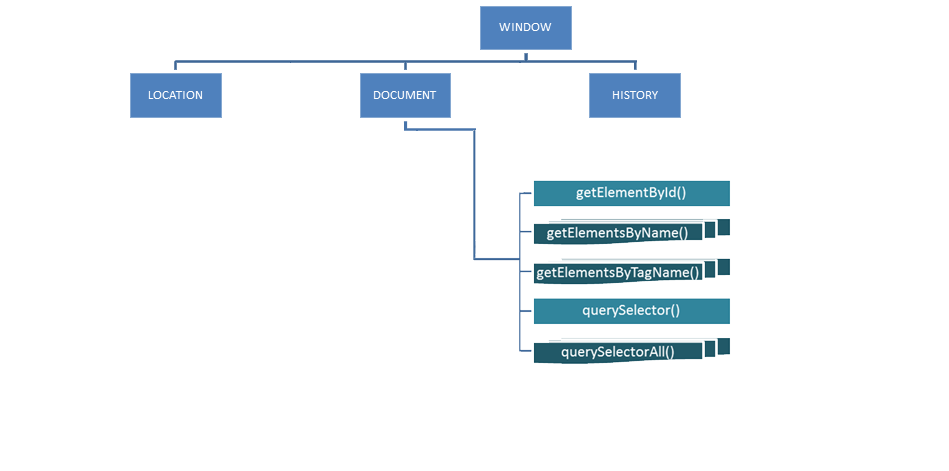 WINDOW
LOCATION
DOCUMENT
HISTORY
getElementById()
getElementsByName()
getElementsByTagName()
querySelector()
querySelectorAll()